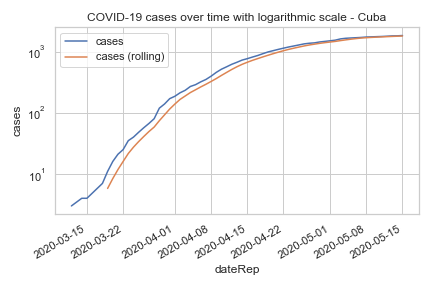 COVID-19 cases over time with logarithmic scale - Cuba
cases
cases (rolling)
10³
10²
10¹
cases
2020-03-15
2020-03-22
2020-04-01
2020-04-08
2020-04-15
2020-04-22
2020-05-01
2020-05-08
2020-05-15
dateRep